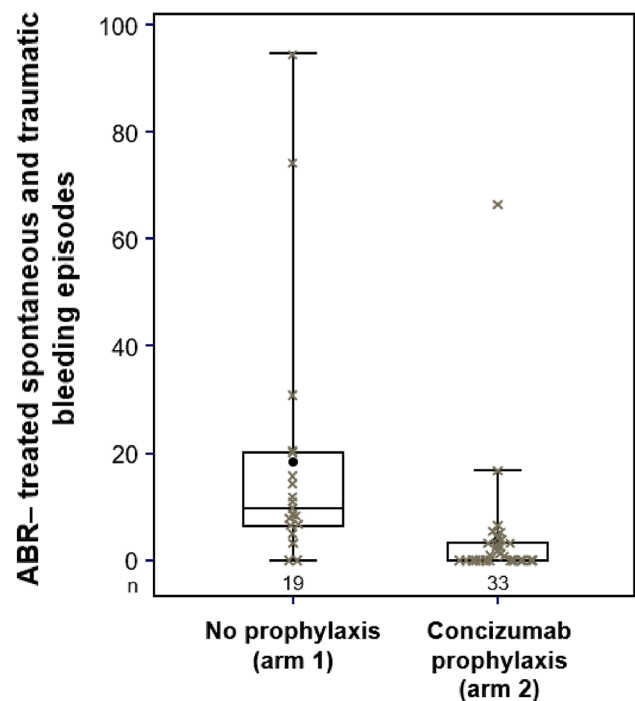 ABR– treated spontaneous and traumatic
bleeding episodes
100
80
60
40
20
0
n
19
33
No prophylaxis
(arm 1)
Concizumab
prophylaxis
(arm 2)